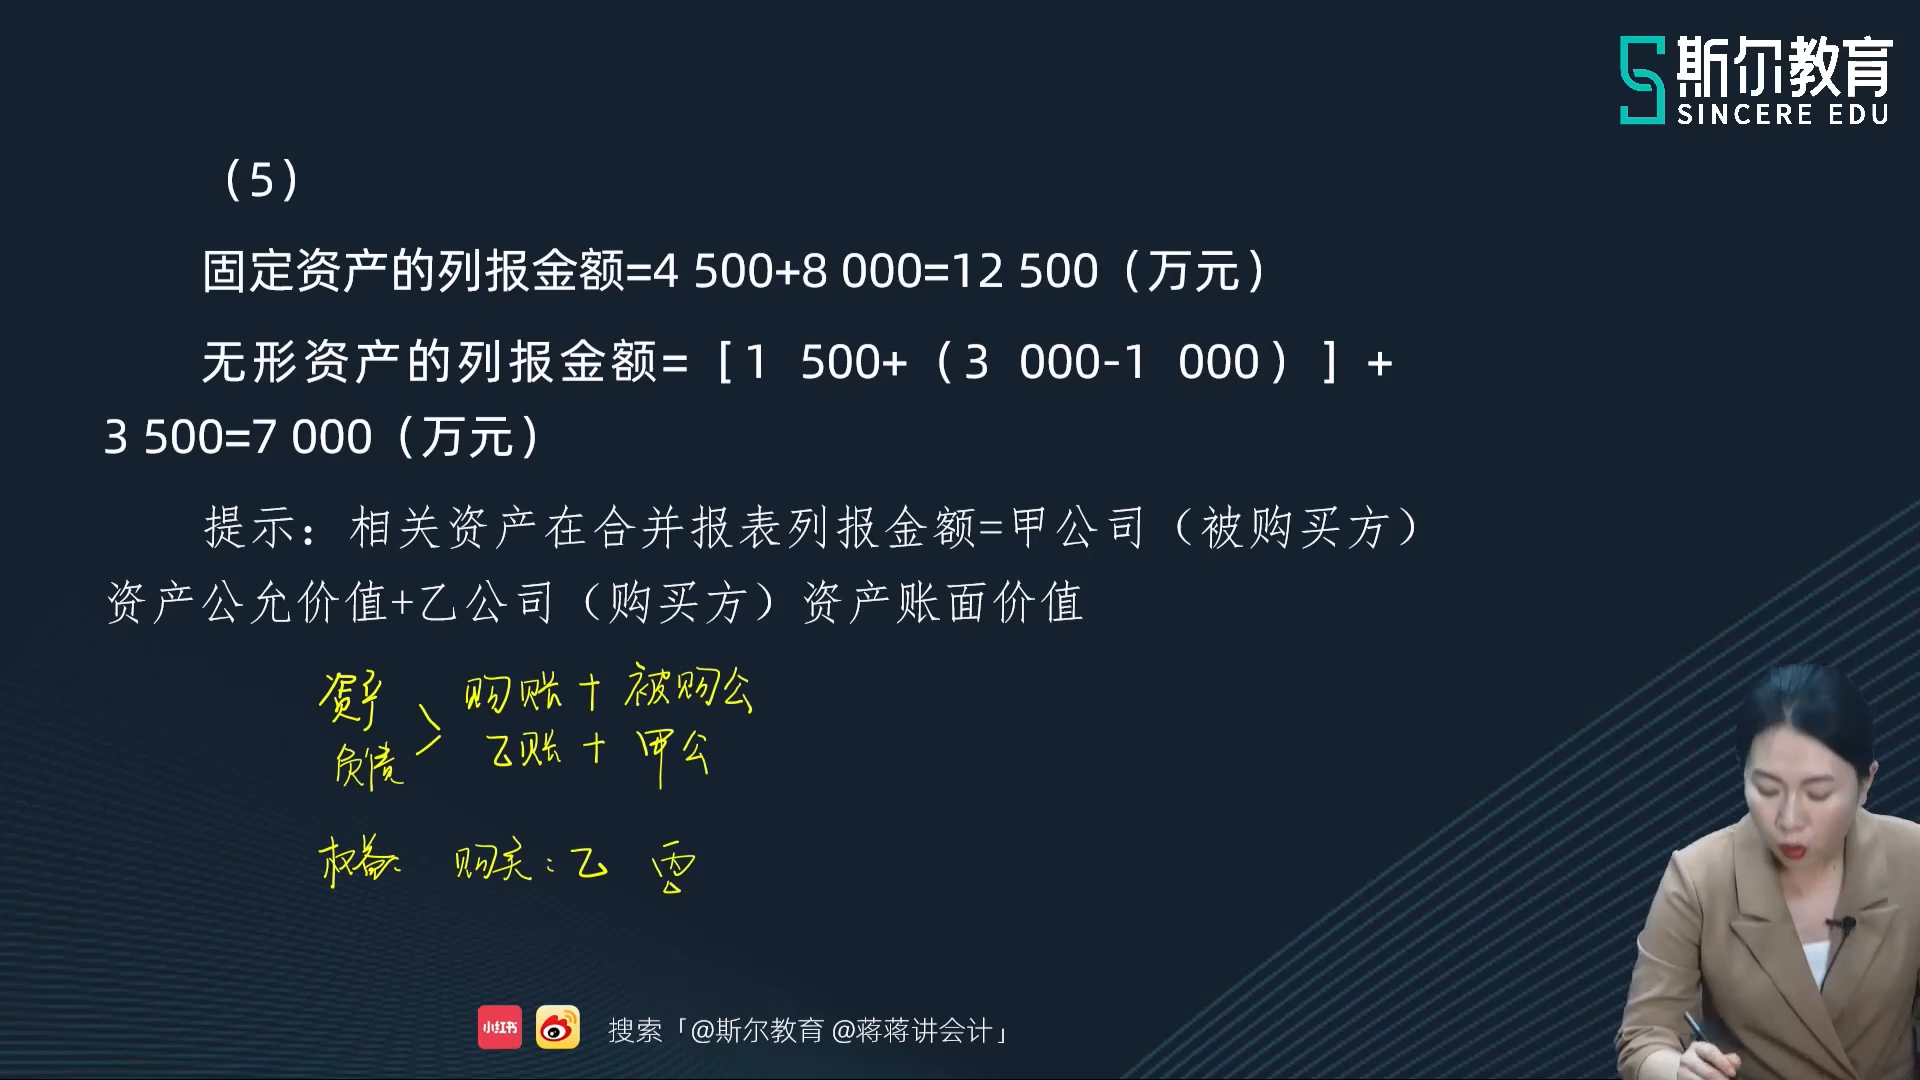 斯尔教育
SINCERE EDU
（5）
固定资产的列报金额=4 500+8 000=12 500（万元）
无形资产的列报金额=［1 500+（3 000-1 000）］+
3 500=7 000（万元）
提示：相关资产在合并报表列报金额=甲公司（被购买方）
资产公允价值+乙公司（购买方）资产账面价值
资产 购账+被购公
负债 乙账+甲公
权益： 购买：乙
小红书 搜索「@斯尔教育 @蒋蒋讲会计」